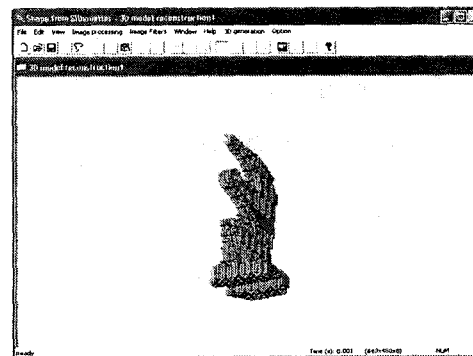 Shape from Silhouettes - 3D model reconstruction1
File Edit View Image processing Image Filters Window Help 3D generation Option
3D model reconstruction1
Ready Time (s): 0.001 NUM